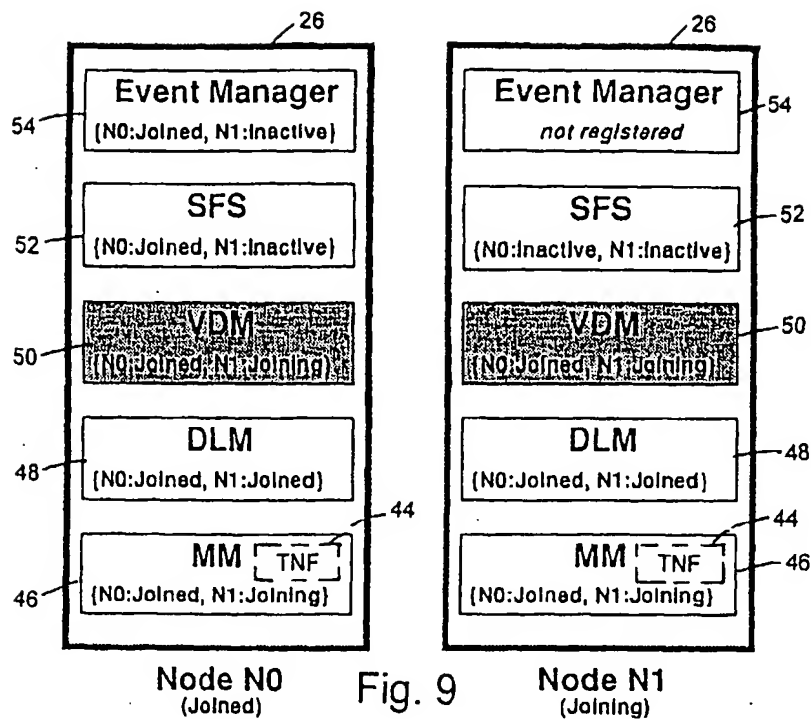 26
Event Manager
{N0:Joined, N1:Inactive}
54
SFS
{N0:Joined, N1:Inactive}
52
VDM
{N0:Joined, N1:Joining}
50
DLM
{N0:Joined, N1:Joined}
48
44
MM
TNF
{N0:Joined, N1:Joining}
46
Node N0
(Joined)
26
Event Manager
not registered
54
SFS
{N0:Inactive, N1:Inactive}
52
VDM
{N0:Joined, N1:Joining}
50
DLM
{N0:Joined, N1:Joined}
48
44
MM
TNF
{N0:Joined, N1:Joining}
46
Node N1
(Joining)
Fig. 9